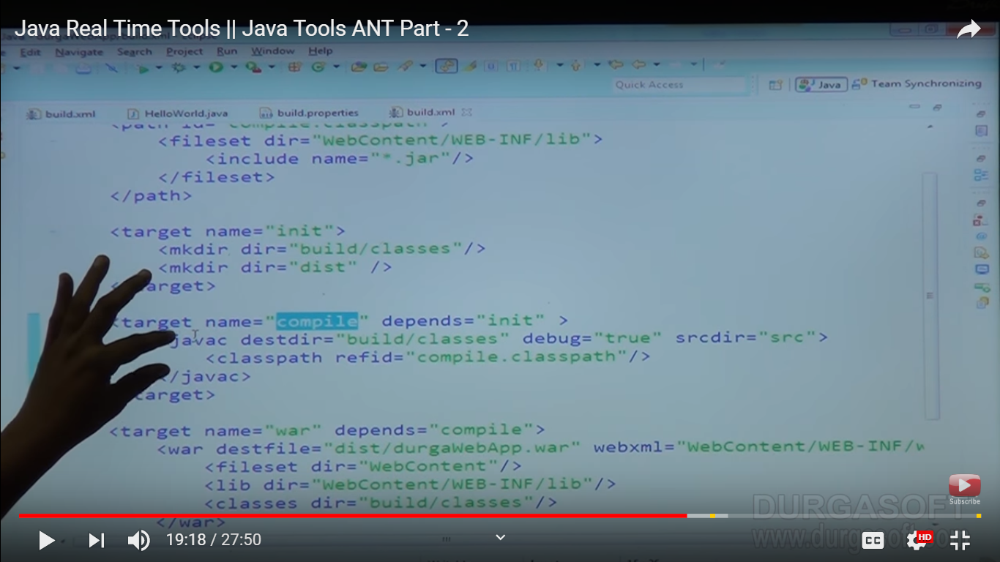 Java Real Time Tools || Java Tools ANT Part - 2
Edit Navigate Search Project Run Window Help
Quick Access
Java
Team Synchronizing
build.xml HelloWorld.java build.properties build.xml
<path id="compile.classpath">
<fileset dir="WebContent/WEB-INF/lib">
<include name="*.jar"/>
</fileset>
</path>
<target name="init">
<mkdir dir="build/classes"/>
<mkdir dir="dist" />
target>
<target name="compile" depends="init" >
javac destdir="build/classes" debug="true" srcdir="src">
<classpath refid="compile.classpath"/>
</javac>
target>
<target name="war" depends="compile">
<war destfile="dist/durgaWebApp.war" webxml="WebContent/WEB-INF/w
<fileset dir="WebContent"/>
<lib dir="WebContent/WEB-INF/lib"/>
<classes dir="build/classes"/>
</war>
Subscribe
DURGASOFT
19:18 / 27:50
CC
HD